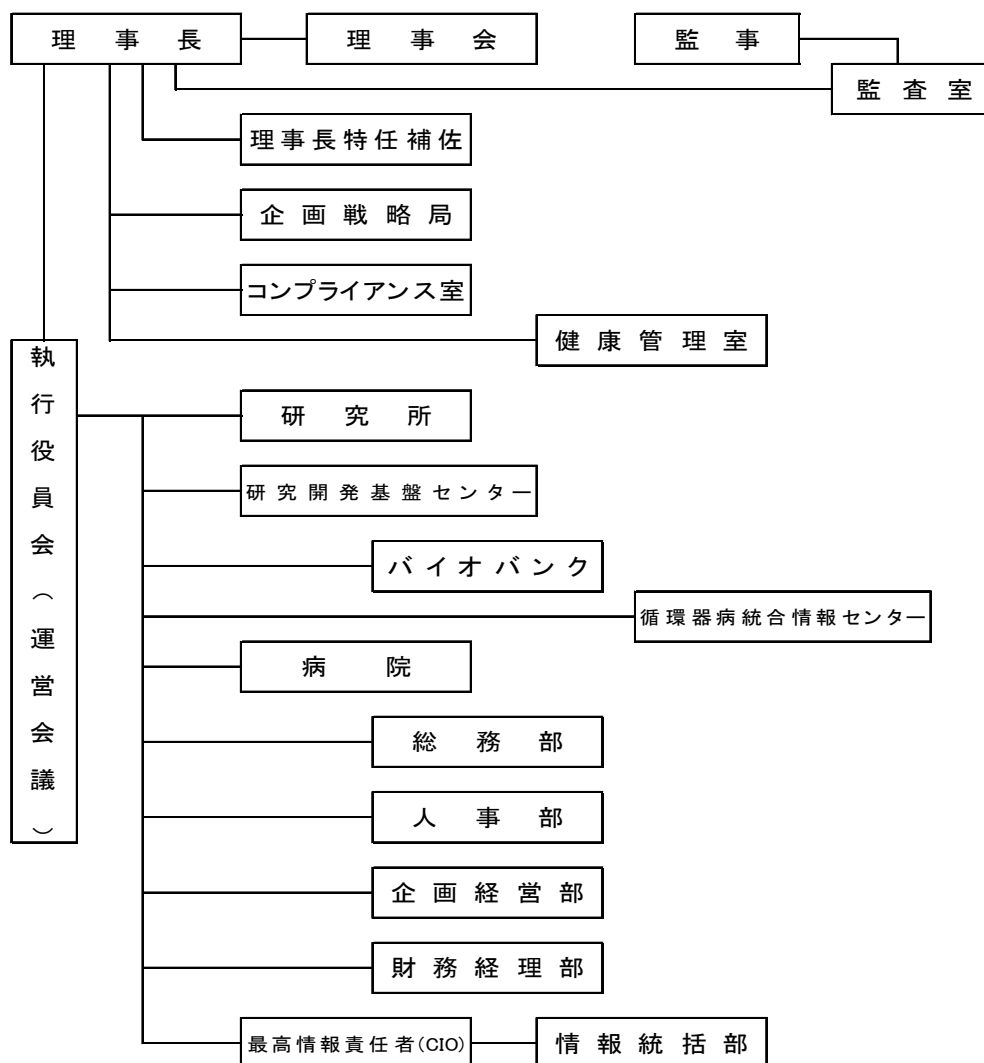 理事長
理事会
監事
監査室
理事長特任補佐
企画戦略局
コンプライアンス室
健康管理室
執行役員会（運営会議）
研究所
研究開発基盤センター
バイオバンク
循環器病統合情報センター
病院
総務部
人事部
企画経営部
財務経理部
最高情報責任者(CIO)
情報統括部